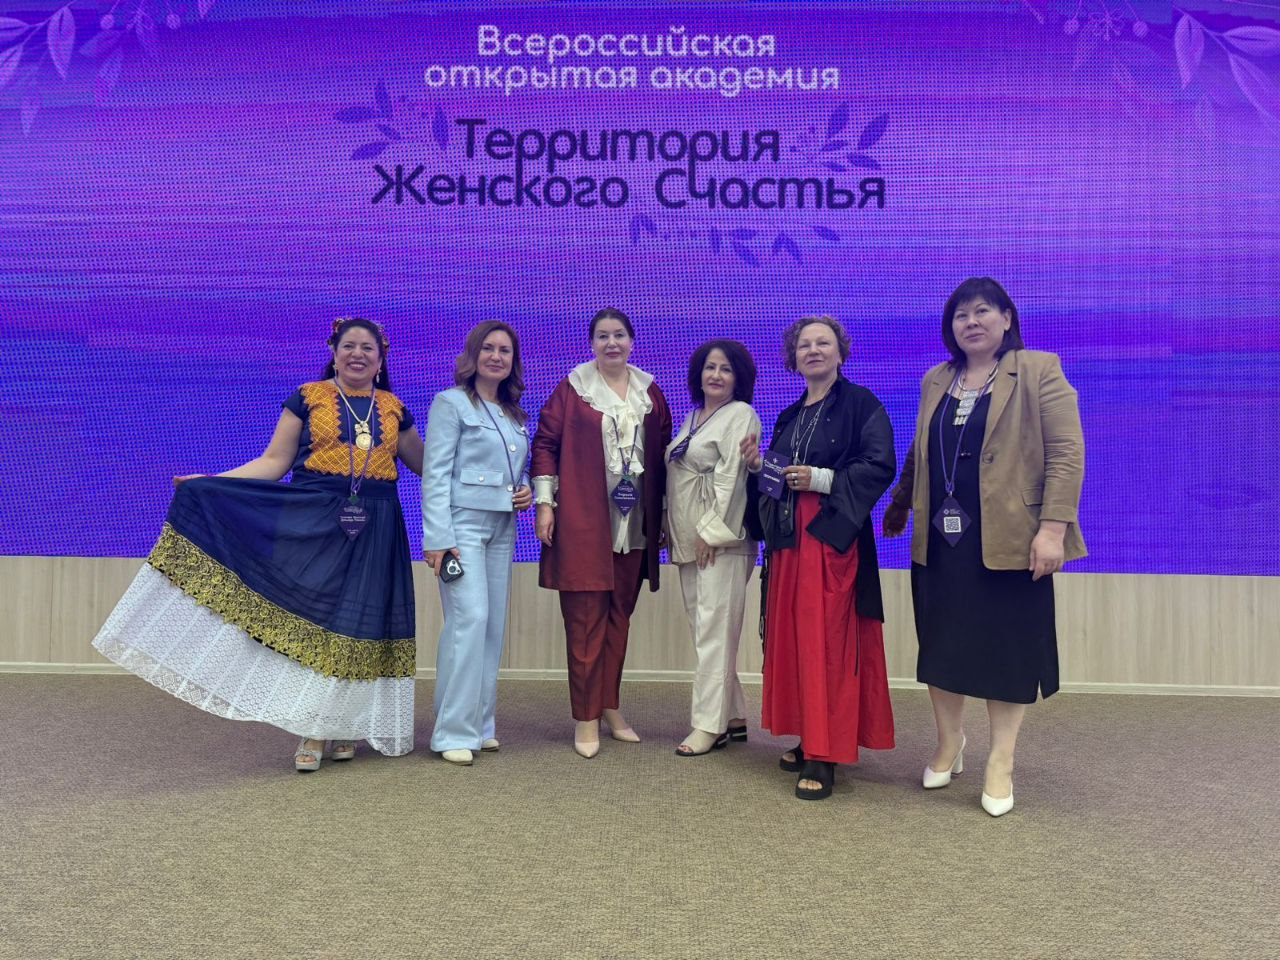 Всероссийская
открытая академия
Территория
Женского Счастья